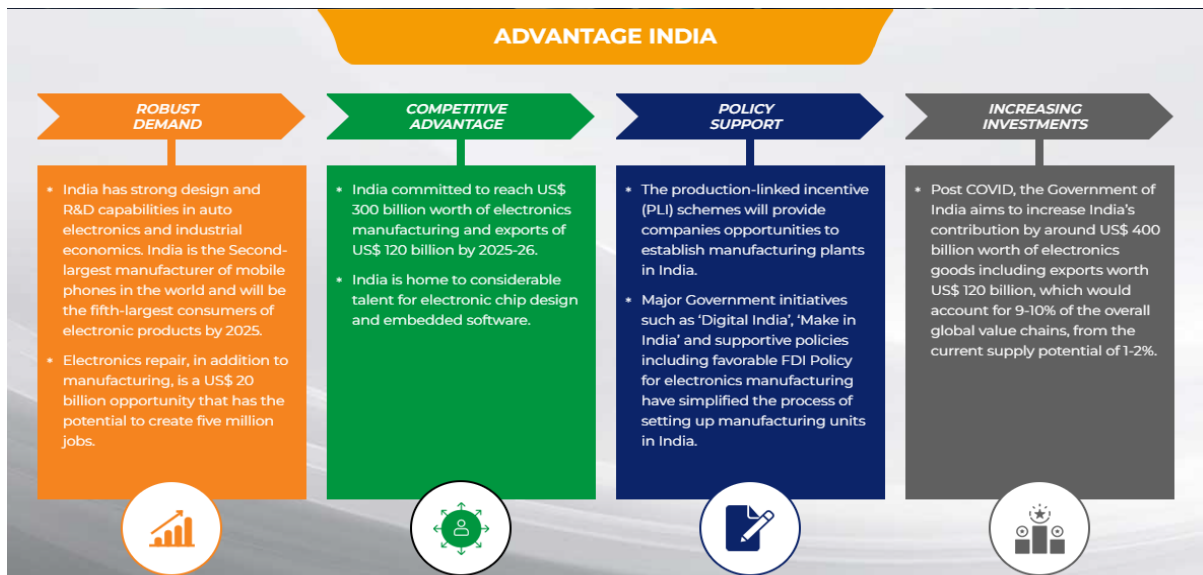 ADVANTAGE INDIA
ROBUST
DEMAND
* India has strong design and
R&D capabilities in auto
electronics and industrial
economics. India is the Second-
largest manufacturer of mobile
phones in the world and will be
the fifth-largest consumers of
electronic products by 2025.
* Electronics repair, in addition to
manufacturing, is a US$ 20
billion opportunity that has the
potential to create five million
jobs.
COMPETITIVE
ADVANTAGE
* India committed to reach US$
300 billion worth of electronics
manufacturing and exports of
US$ 120 billion by 2025-26.
* India is home to considerable
talent for electronic chip design
and embedded software.
POLICY
SUPPORT
* The production-linked incentive
(PLI) schemes will provide
companies opportunities to
establish manufacturing plants
in India.
* Major Government initiatives
such as ‘Digital India’, ‘Make in
India’ and supportive policies
including favorable FDI Policy
for electronics manufacturing
have simplified the process of
setting up manufacturing units
in India.
INCREASING
INVESTMENTS
* Post COVID, the Government of
India aims to increase India’s
contribution by around US$ 400
billion worth of electronics
goods including exports worth
US$ 120 billion, which would
account for 9-10% of the overall
global value chains, from the
current supply potential of 1-2%.